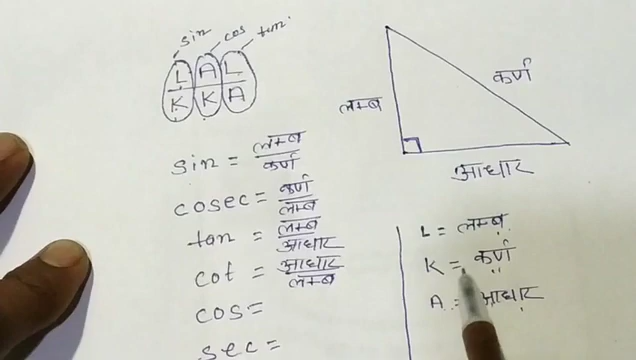 sin cos tan
L A L
K K A
लम्ब
कर्ण
आधार
sin = लम्ब/कर्ण
cosec = कर्ण/लम्ब
tan = लम्ब/आधार
cot = आधार/लम्ब
cos =
sec =
L = लम्ब
K = कर्ण
A = आधार